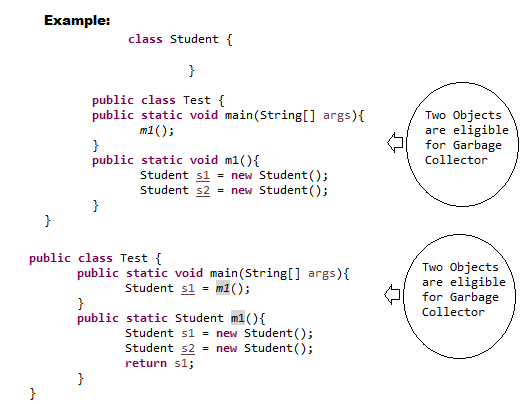 Example:
class Student {
}
public class Test {
public static void main(String[] args){
m1();
}
public static void m1(){
Student s1 = new Student();
Student s2 = new Student();
}
}
Two Objects
are eligible
for Garbage
Collector
public class Test {
public static void main(String[] args){
Student s1 = m1();
}
public static Student m1(){
Student s1 = new Student();
Student s2 = new Student();
return s1;
}
}
Two Objects
are eligible
for Garbage
Collector